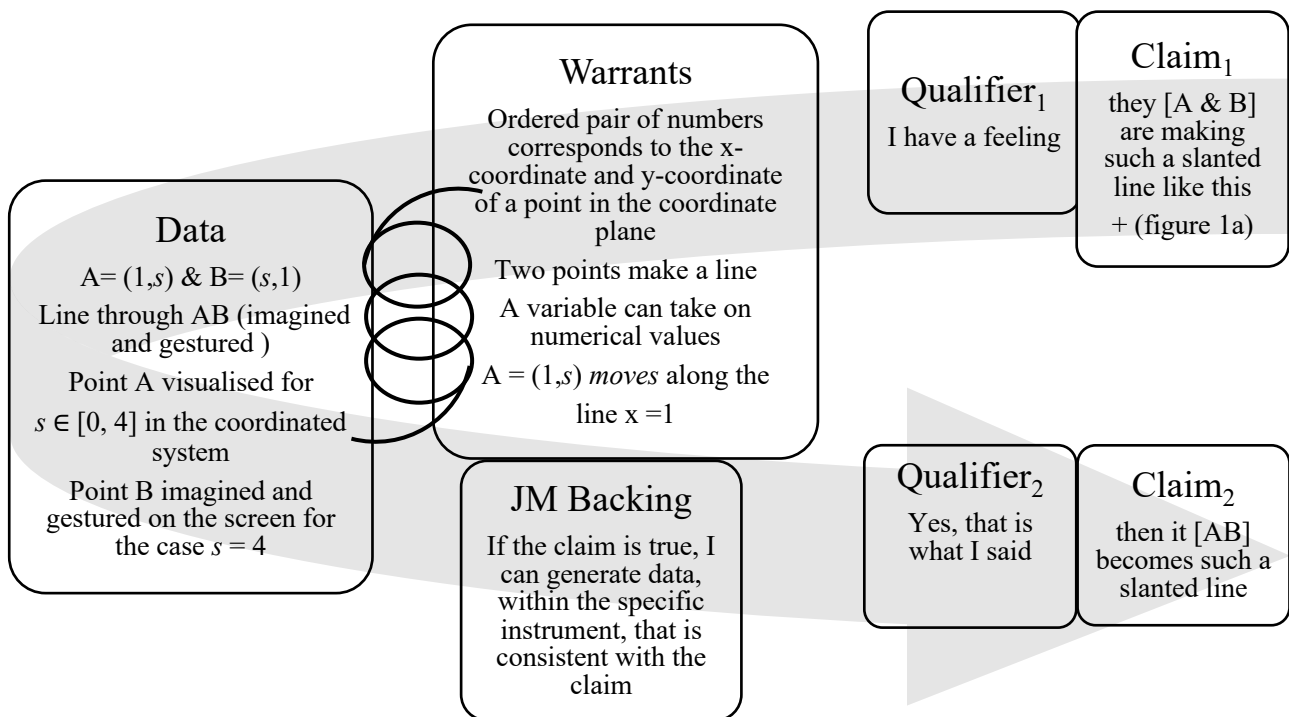 Data
A= (1,s) & B= (s,1)
Line through AB (imagined
and gestured )
Point A visualised for
s ∈ [0, 4] in the coordinated
system
Point B imagined and
gestured on the screen for
the case s = 4
Warrants
Ordered pair of numbers
corresponds to the x-
coordinate and y-coordinate
of a point in the coordinate
plane
Two points make a line
A variable can take on
numerical values
A = (1,s) moves along the
line x =1
JM Backing
If the claim is true, I
can generate data,
within the specific
instrument, that is
consistent with the
claim
Qualifier₁
I have a feeling
Claim₁
they [A & B]
are making
such a slanted
line like this
+ (figure 1a)
Qualifier₂
Yes, that is
what I said
Claim₂
then it [AB]
becomes such a
slanted line